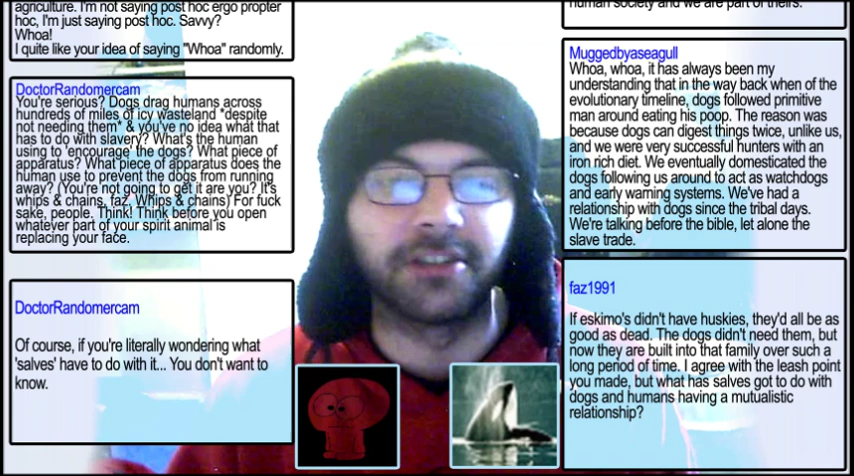 agriculture. I'm not saying post hoc ergo propter
hoc, I'm just saying post hoc. Savvy?
Whoa!
I quite like your idea of saying "Whoa" randomly.
DoctorRandomercam
You're serious? Dogs drag humans across
hundreds of miles of icy wasteland *despite
not needing them* & you've no idea what that
has to do with slavery? What's the human
using to 'encourage' the dogs? What piece of
apparatus? What piece of apparatus does the
human use to prevent the dogs from running
away? (You're not going to get it are you? It's
whips & chains, faz. Whips & chains) For fuck
sake, people. Think! Think before you open
whatever part of your spirit animal is
replacing your face.
DoctorRandomercam
Of course, if you're literally wondering what
'salves' have to do with it... You don't want to
know.
human society and we are part of theirs.
Muggedbyaseagull
Whoa, whoa, it has always been my
understanding that in the way back when of the
evolutionary timeline, dogs followed primitive
man around eating his poop. The reason was
because dogs can digest things twice, unlike us,
and we were very successful hunters with an
iron rich diet. We eventually domesticated the
dogs following us around to act as watchdogs
and early warning systems. We've had a
relationship with dogs since the tribal days.
We're talking before the bible, let alone the
slave trade.
faz1991
If eskimo's didn't have huskies, they'd all be as
good as dead. The dogs didn't need them, but
now they are built into that family over such a
long period of time. I agree with the leash point
you made, but what has salves got to do with
dogs and humans having a mutualistic
relationship?